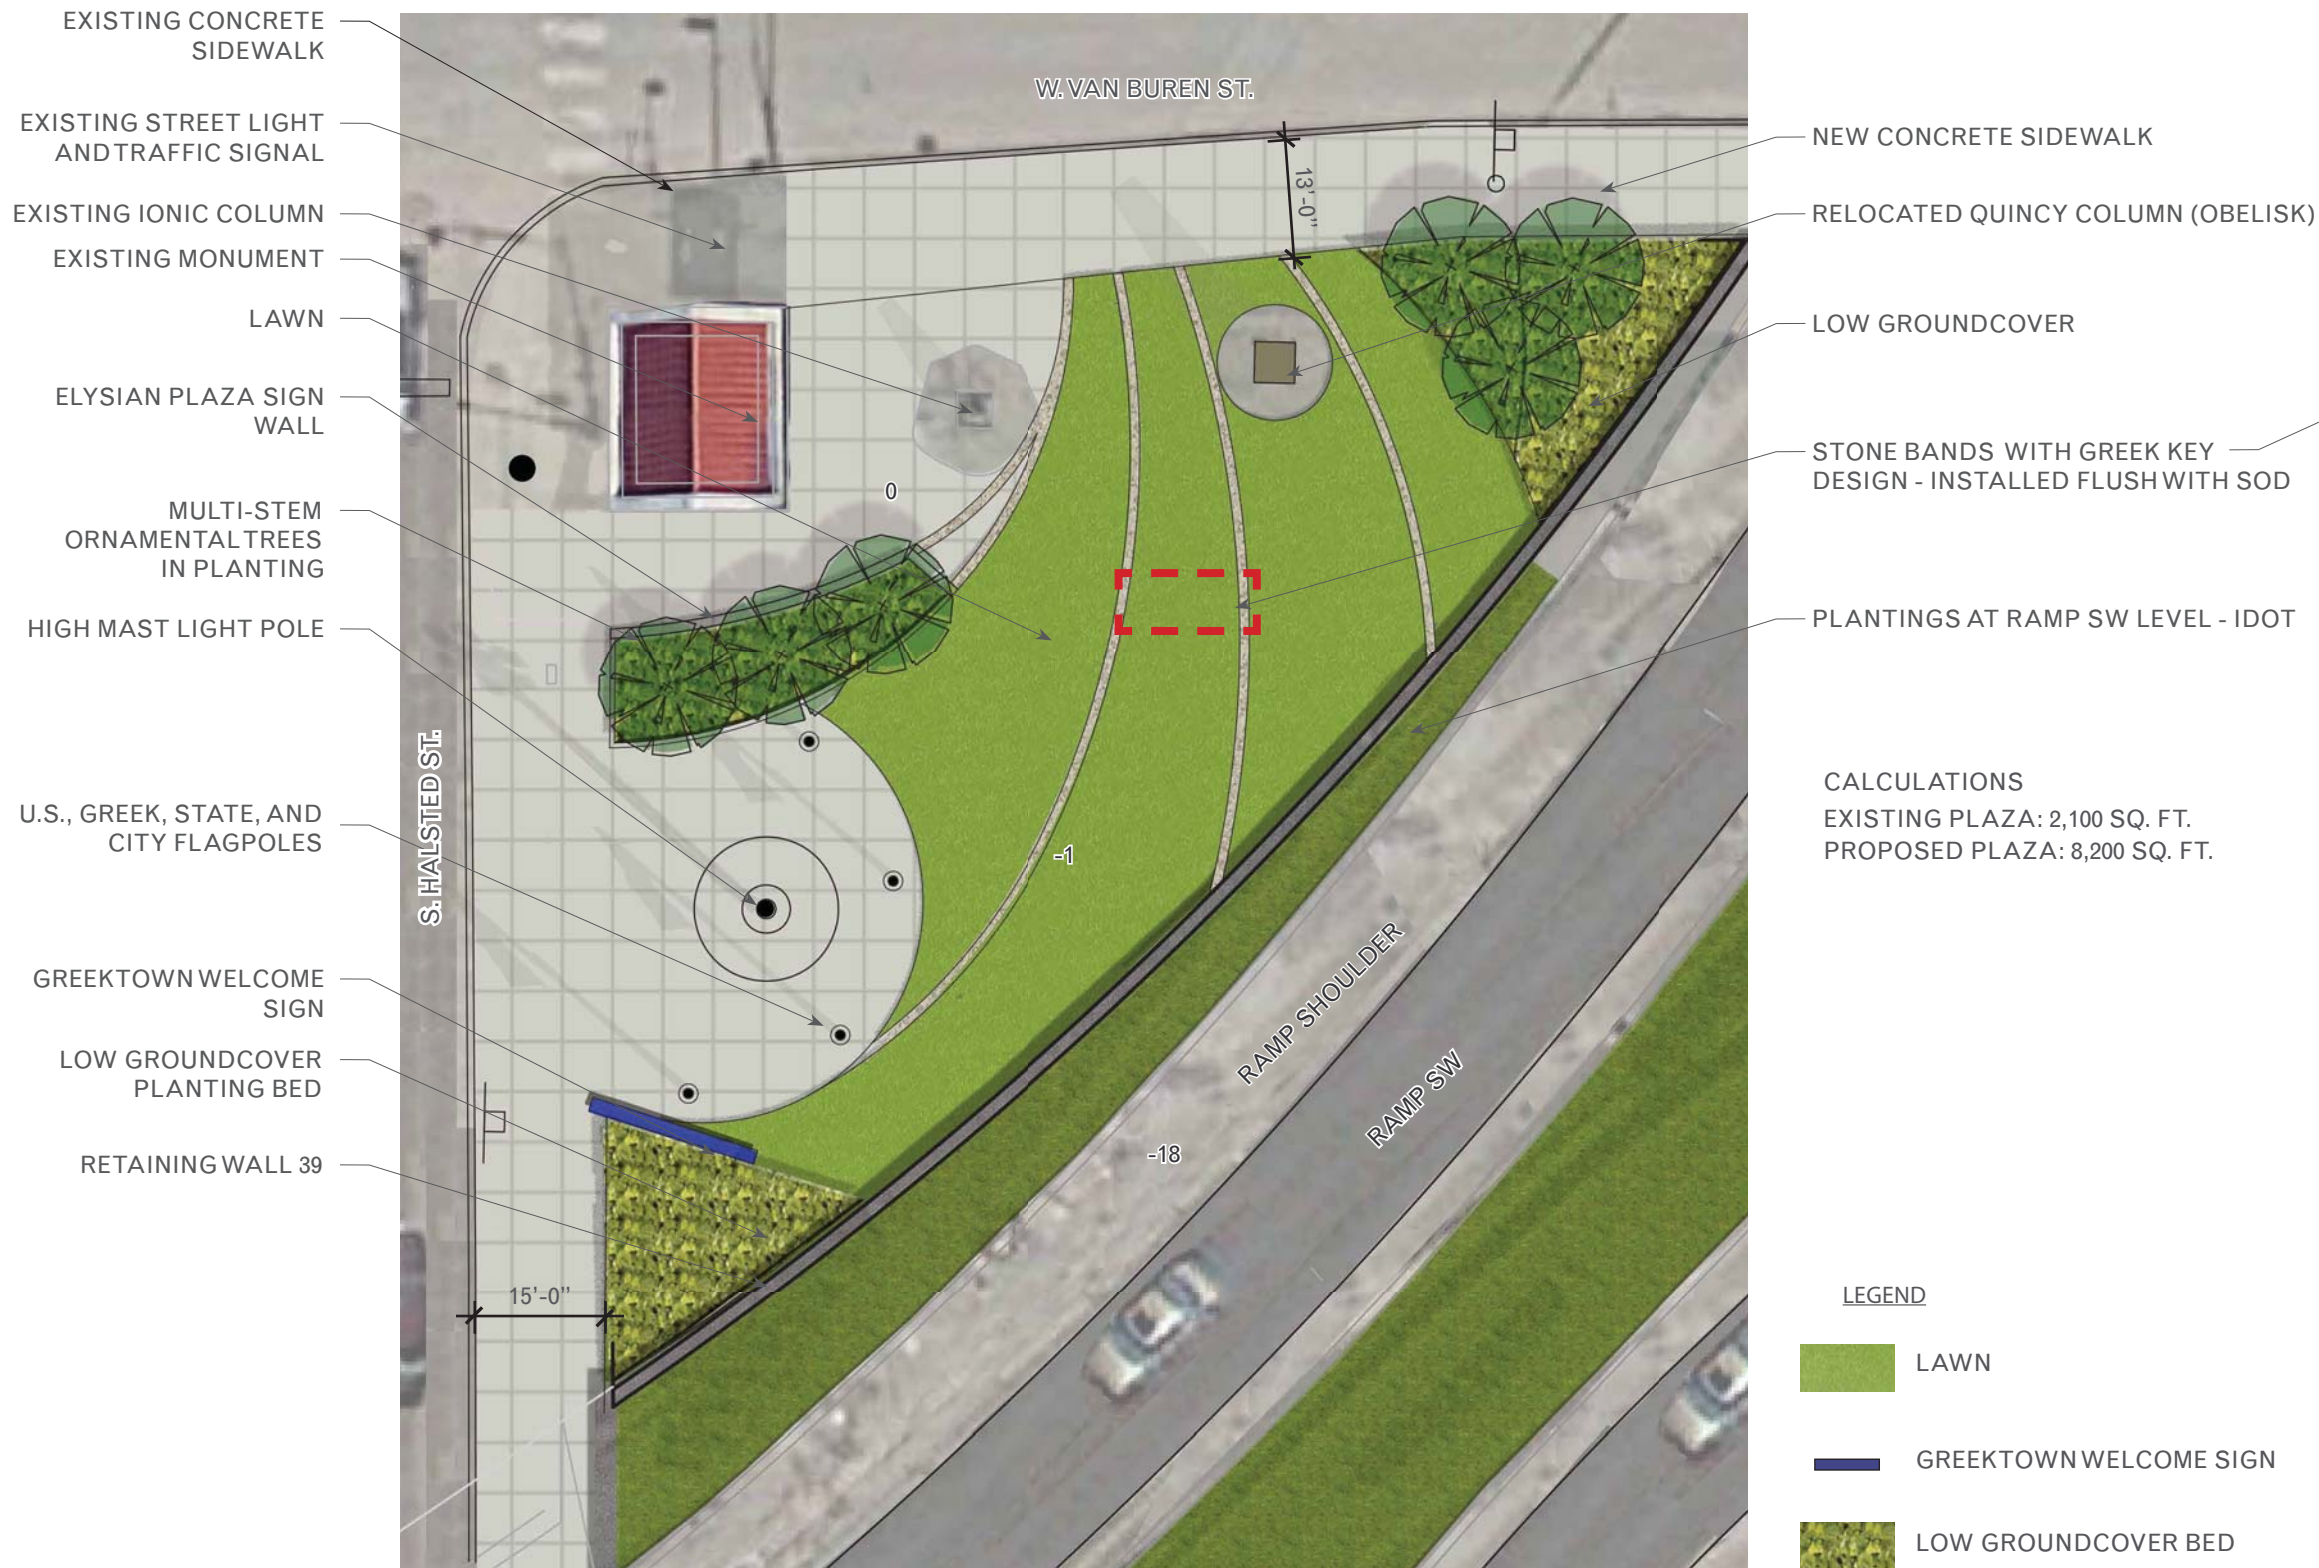 EXISTING CONCRETE
SIDEWALK
EXISTING STREET LIGHT
AND TRAFFIC SIGNAL
EXISTING IONIC COLUMN
EXISTING MONUMENT
LAWN
ELYSIAN PLAZA SIGN
WALL
MULTI-STEM
ORNAMENTAL TREES
IN PLANTING
HIGH MAST LIGHT POLE
U.S., GREEK, STATE, AND
CITY FLAGPOLES
GREEKTOWN WELCOME
SIGN
LOW GROUNDCOVER
PLANTING BED
RETAINING WALL 39
W. VAN BUREN ST.
13'-0"
0
S. HALSTED ST.
-1
RAMP SHOULDER
RAMP SW
-18
15'-0"
NEW CONCRETE SIDEWALK
RELOCATED QUINCY COLUMN (OBELISK)
LOW GROUNDCOVER
STONE BANDS WITH GREEK KEY
DESIGN - INSTALLED FLUSH WITH SOD
PLANTINGS AT RAMP SW LEVEL - IDOT
CALCULATIONS
EXISTING PLAZA: 2,100 SQ. FT.
PROPOSED PLAZA: 8,200 SQ. FT.
LEGEND
LAWN
GREEKTOWN WELCOME SIGN
LOW GROUNDCOVER BED